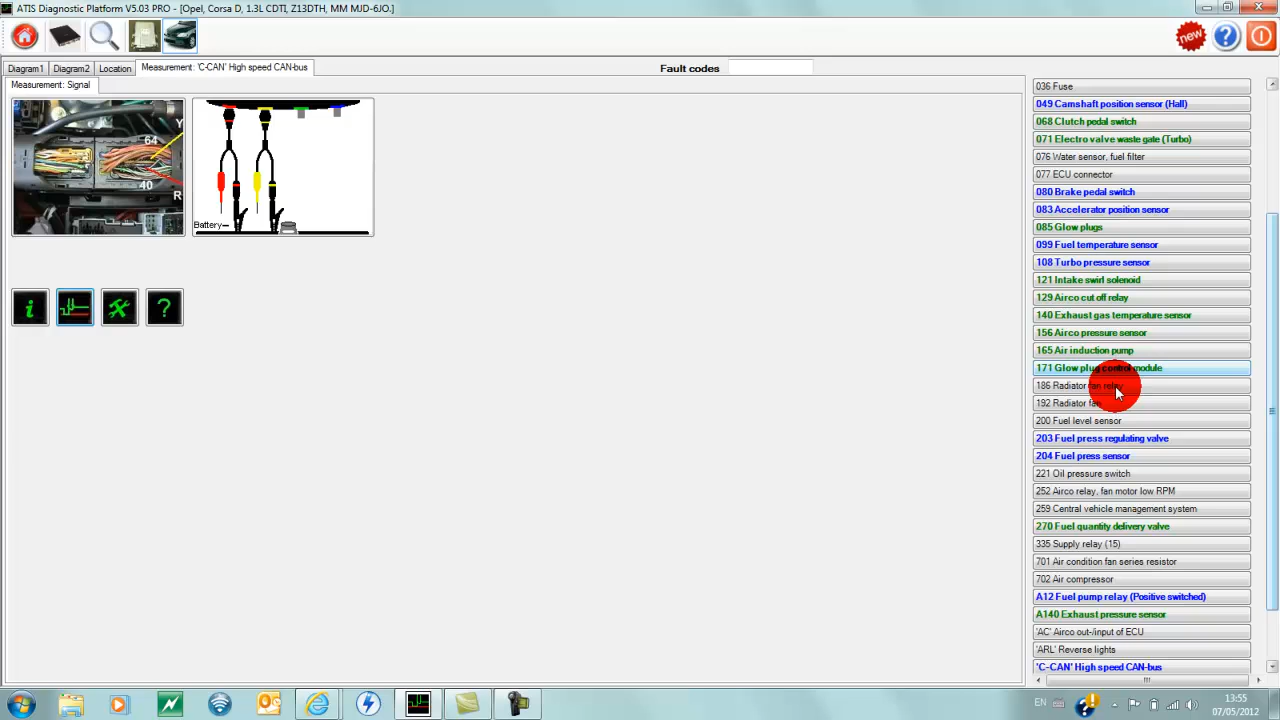 ATIS Diagnostic Platform V5.03 PRO - [Opel, Corsa D, 1.3L CDTI, Z13DTH, MM MJD-6JO.]
new
?
Diagram1 Diagram2 Location Measurement: 'C-CAN' High speed CAN-bus
Fault codes
Measurement: Signal
Y
64
40
R
Battery-
i
?
036 Fuse
049 Camshaft position sensor (Hall)
068 Clutch pedal switch
071 Electro valve waste gate (Turbo)
076 Water sensor, fuel filter
077 ECU connector
080 Brake pedal switch
083 Accelerator position sensor
085 Glow plugs
099 Fuel temperature sensor
108 Turbo pressure sensor
121 Intake swirl solenoid
129 Airco cut off relay
140 Exhaust gas temperature sensor
156 Airco pressure sensor
165 Air induction pump
171 Glow plug control module
186 Radiator fan relay
192 Radiator fan
200 Fuel level sensor
203 Fuel press regulating valve
204 Fuel press sensor
221 Oil pressure switch
252 Airco relay, fan motor low RPM
259 Central vehicle management system
270 Fuel quantity delivery valve
335 Supply relay (15)
701 Air condition fan series resistor
702 Air compressor
A12 Fuel pump relay (Positive switched)
A140 Exhaust pressure sensor
'AC' Airco out-/input of ECU
'ARL' Reverse lights
'C-CAN' High speed CAN-bus
EN
13:55
07/05/2012